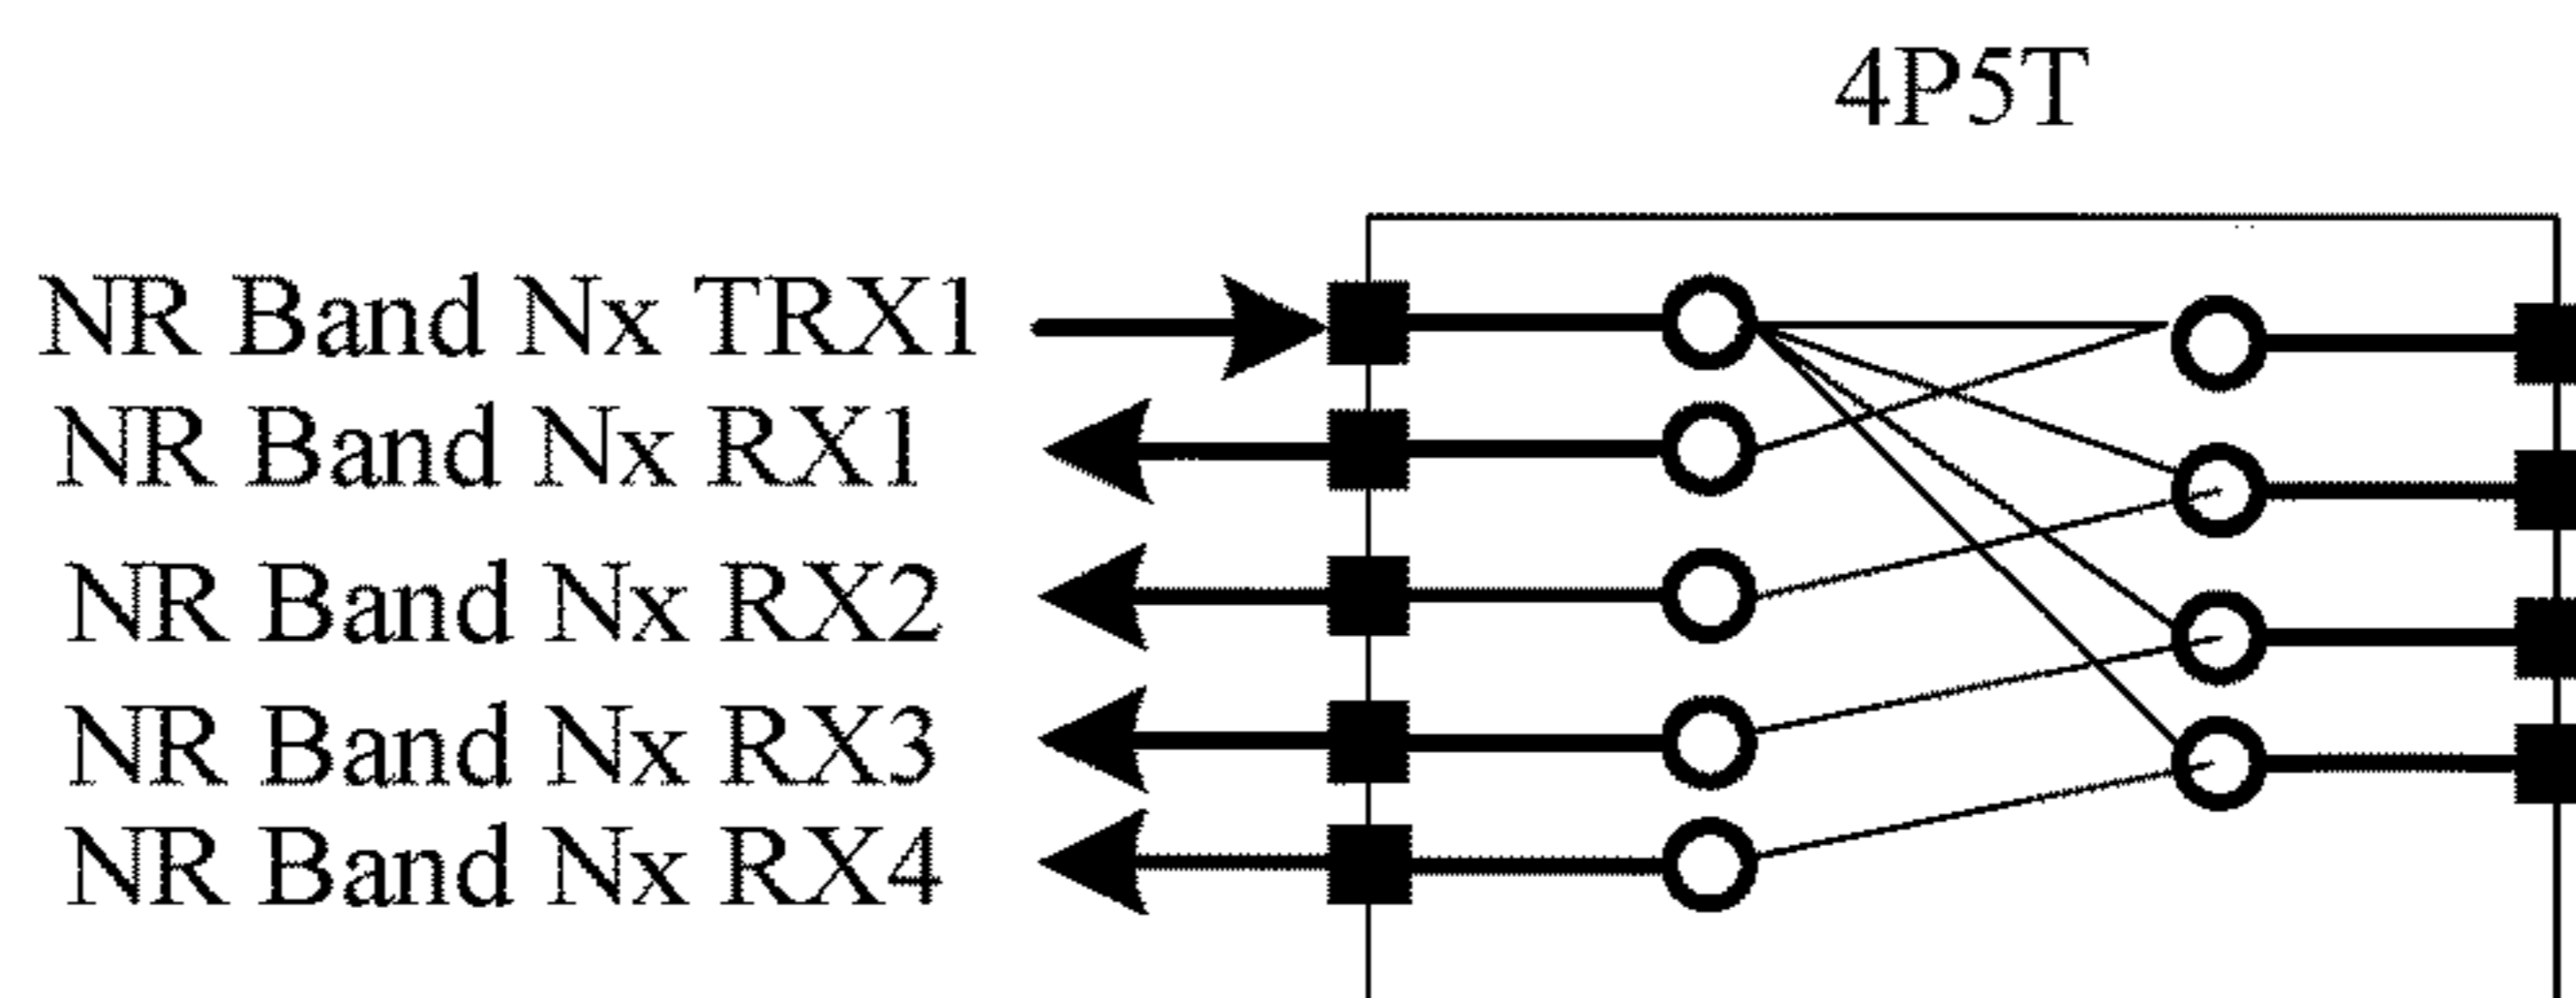 4P5T
NR Band Nx TRX1
NR Band Nx RX1
NR Band Nx RX2
NR Band Nx RX3
NR Band Nx RX4